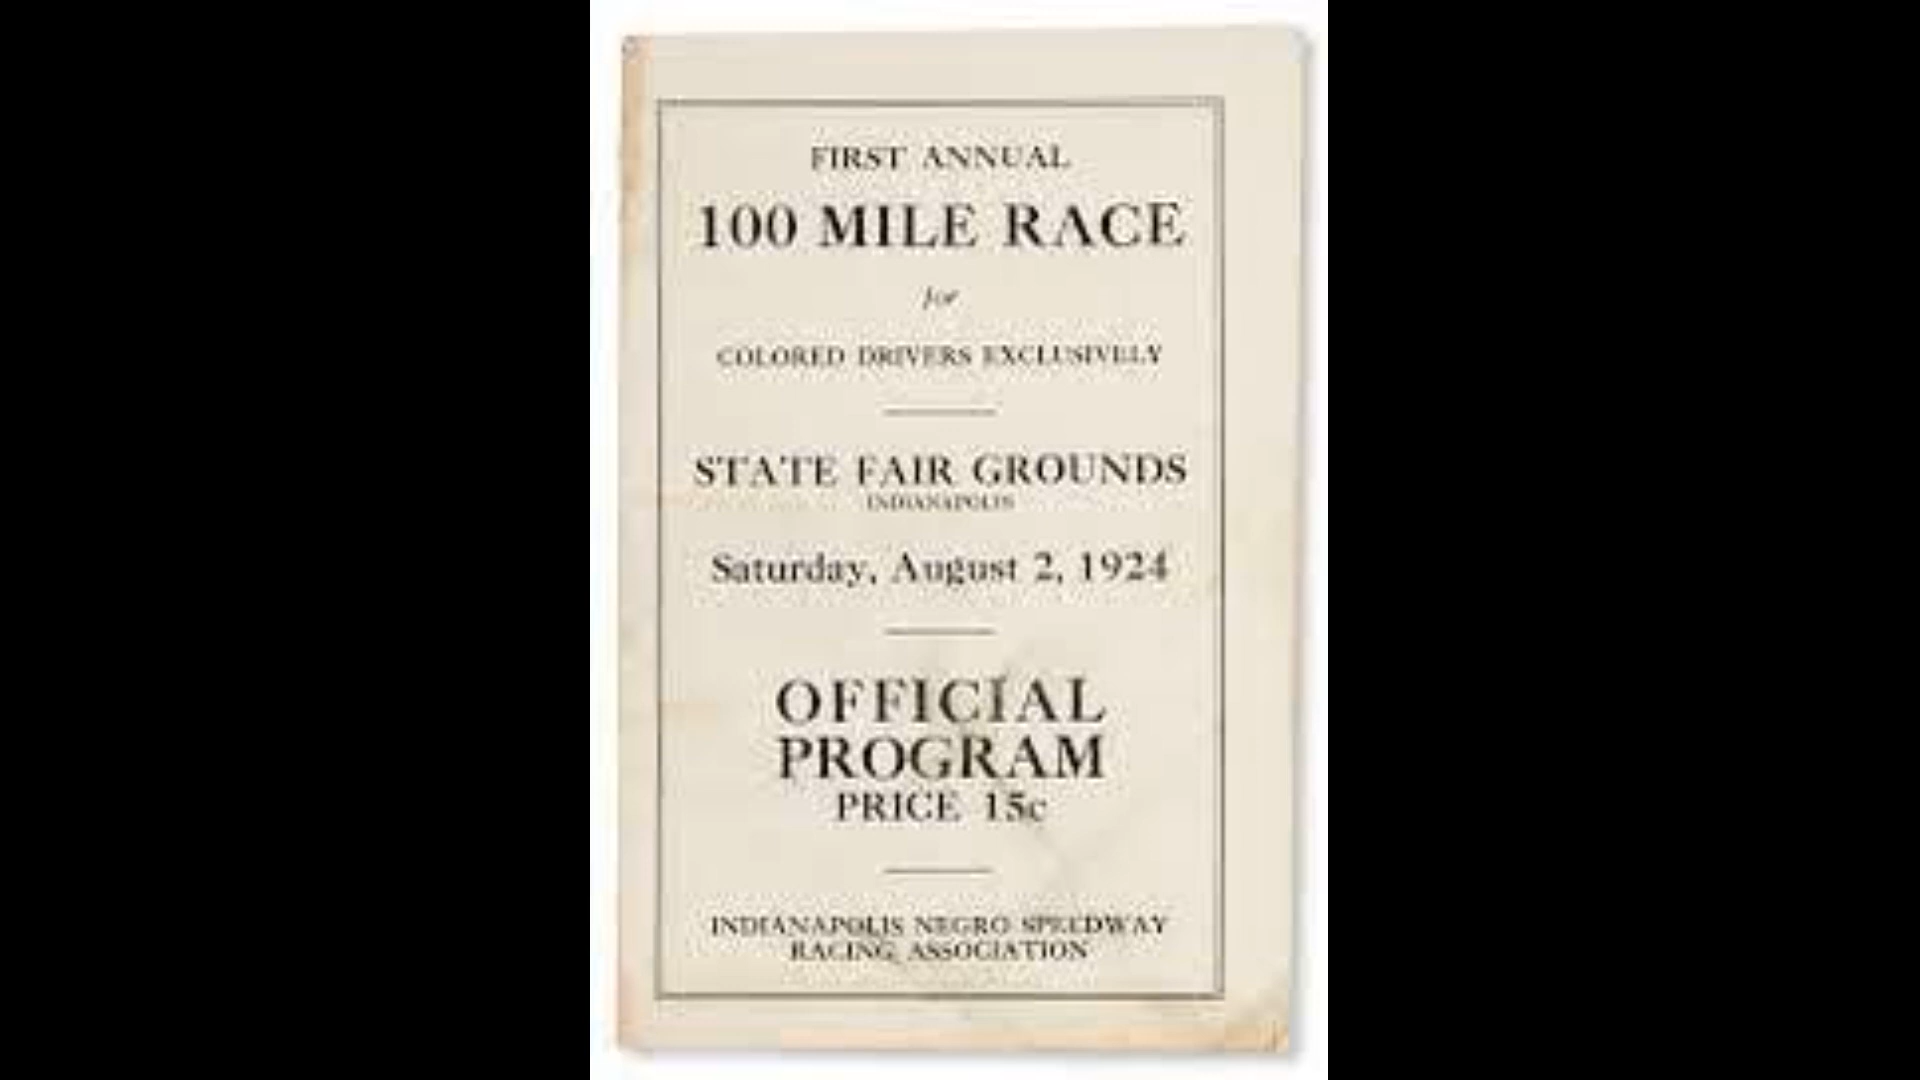 FIRST ANNUAL
100 MILE RACE
for
COLORED DRIVERS EXCLUSIVELY
STATE FAIR GROUNDS
INDIANAPOLIS
Saturday, August 2, 1924
OFFICIAL
PROGRAM
PRICE 15c
INDIANAPOLIS NEGRO SPEEDWAY
RACING ASSOCIATION